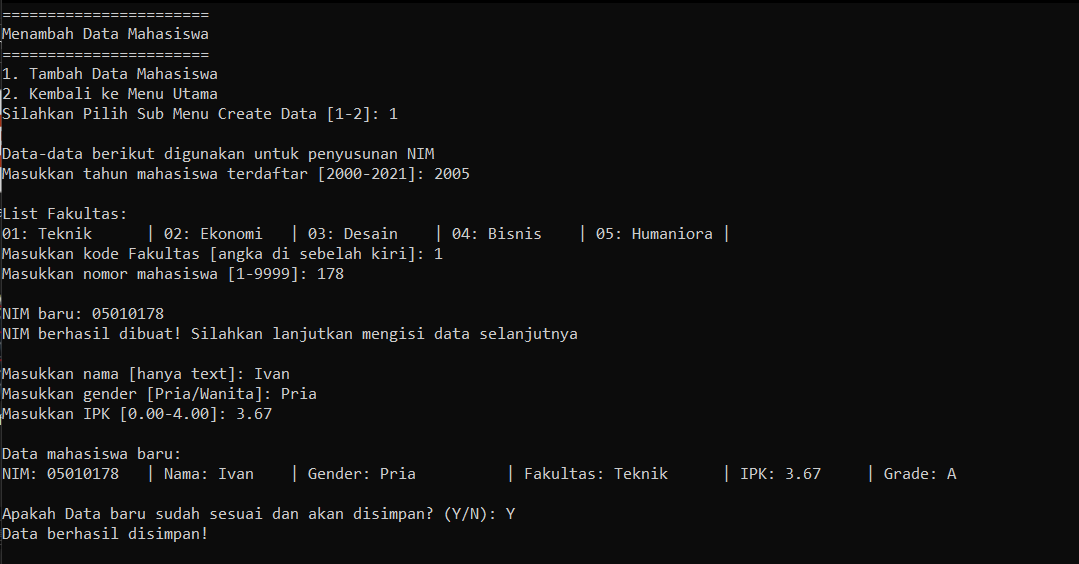 =======================
Menambah Data Mahasiswa
=======================
1. Tambah Data Mahasiswa
2. Kembali ke Menu Utama
Silahkan Pilih Sub Menu Create Data [1-2]: 1
Data-data berikut digunakan untuk penyusunan NIM
Masukkan tahun mahasiswa terdaftar [2000-2021]: 2005
List Fakultas:
01: Teknik | 02: Ekonomi | 03: Desain | 04: Bisnis | 05: Humaniora |
Masukkan kode Fakultas [angka di sebelah kiri]: 1
Masukkan nomor mahasiswa [1-9999]: 178
NIM baru: 05010178
NIM berhasil dibuat! Silahkan lanjutkan mengisi data selanjutnya
Masukkan nama [hanya text]: Ivan
Masukkan gender [Pria/Wanita]: Pria
Masukkan IPK [0.00-4.00]: 3.67
Data mahasiswa baru:
NIM: 05010178 | Nama: Ivan | Gender: Pria | Fakultas: Teknik | IPK: 3.67 | Grade: A
Apakah Data baru sudah sesuai dan akan disimpan? (Y/N): Y
Data berhasil disimpan!